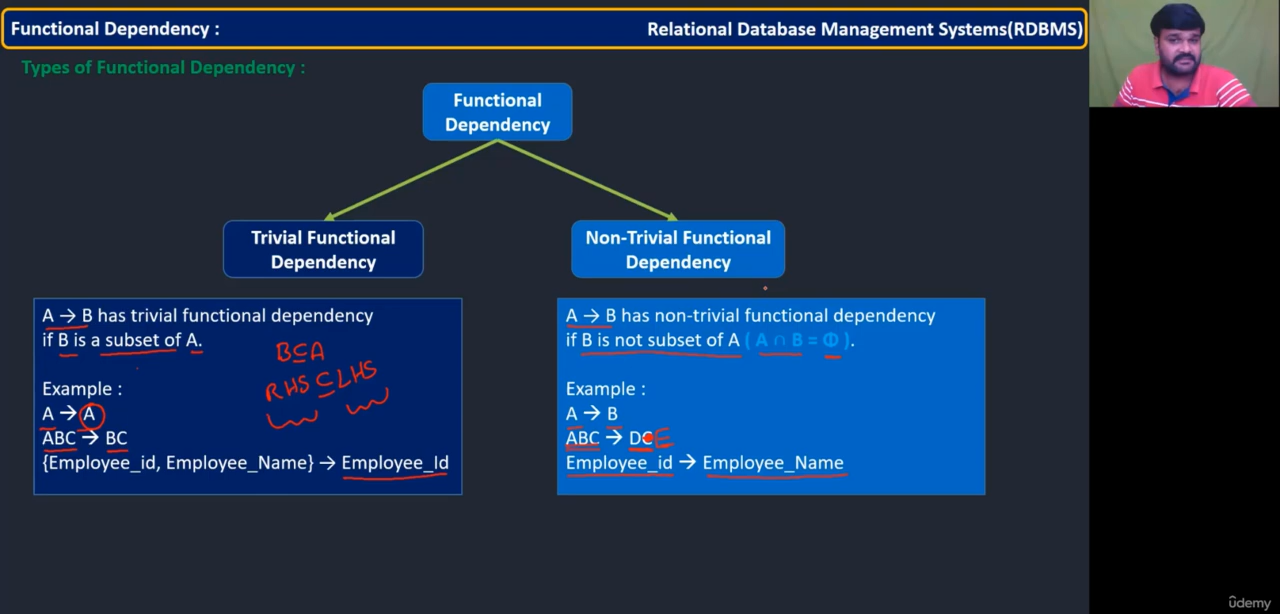 Functional Dependency :
Relational Database Management Systems(RDBMS)
Types of Functional Dependency :
Functional
Dependency
Trivial Functional
Dependency
Non-Trivial Functional
Dependency
A → B has trivial functional dependency
if B is a subset of A.
B⊆A
RHS ⊆ LHS
Example :
A → A
ABC → BC
{Employee_id, Employee_Name} → Employee_Id
A → B has non-trivial functional dependency
if B is not subset of A ( A ∩ B = Φ ).
Example :
A → B
ABC → DC E
Employee_id → Employee_Name
ûdemy